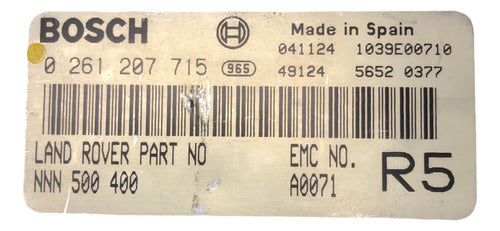 BOSCH Made in Spain
041124 1039E00710
0 261 207 715 965 49124 5652 0377
LAND ROVER PART NO EMC NO. R5
NNN 500 400 A0071